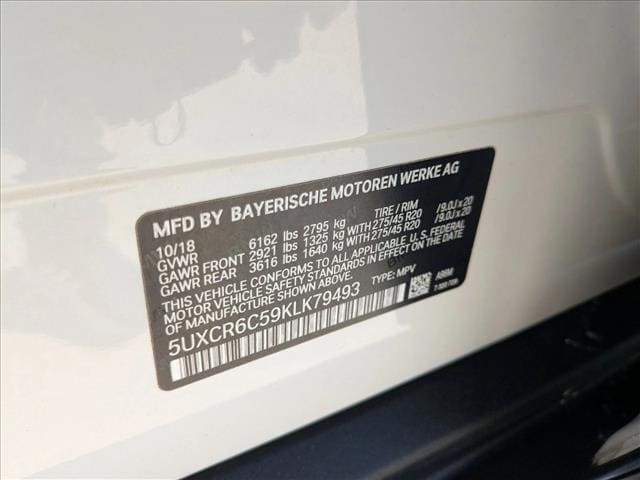 MFD BY BAYERISCHE MOTOREN WERKE AG
10/18 TIRE / RIM
GVWR 6162 lbs 2795 kg
GAWR FRONT 2921 lbs 1325 kg WITH 275/45 R20 /9.0J x 20
GAWR REAR 3616 lbs 1640 kg WITH 275/45 R20 /9.0J x 20
THIS VEHICLE CONFORMS TO ALL APPLICABLE U.S. FEDERAL
MOTOR VEHICLE SAFETY STANDARDS IN EFFECT ON THE DATE
OF MANUFACTURE SHOWN ABOVE.
5UXCR6C59KLK79493 TYPE: MPV